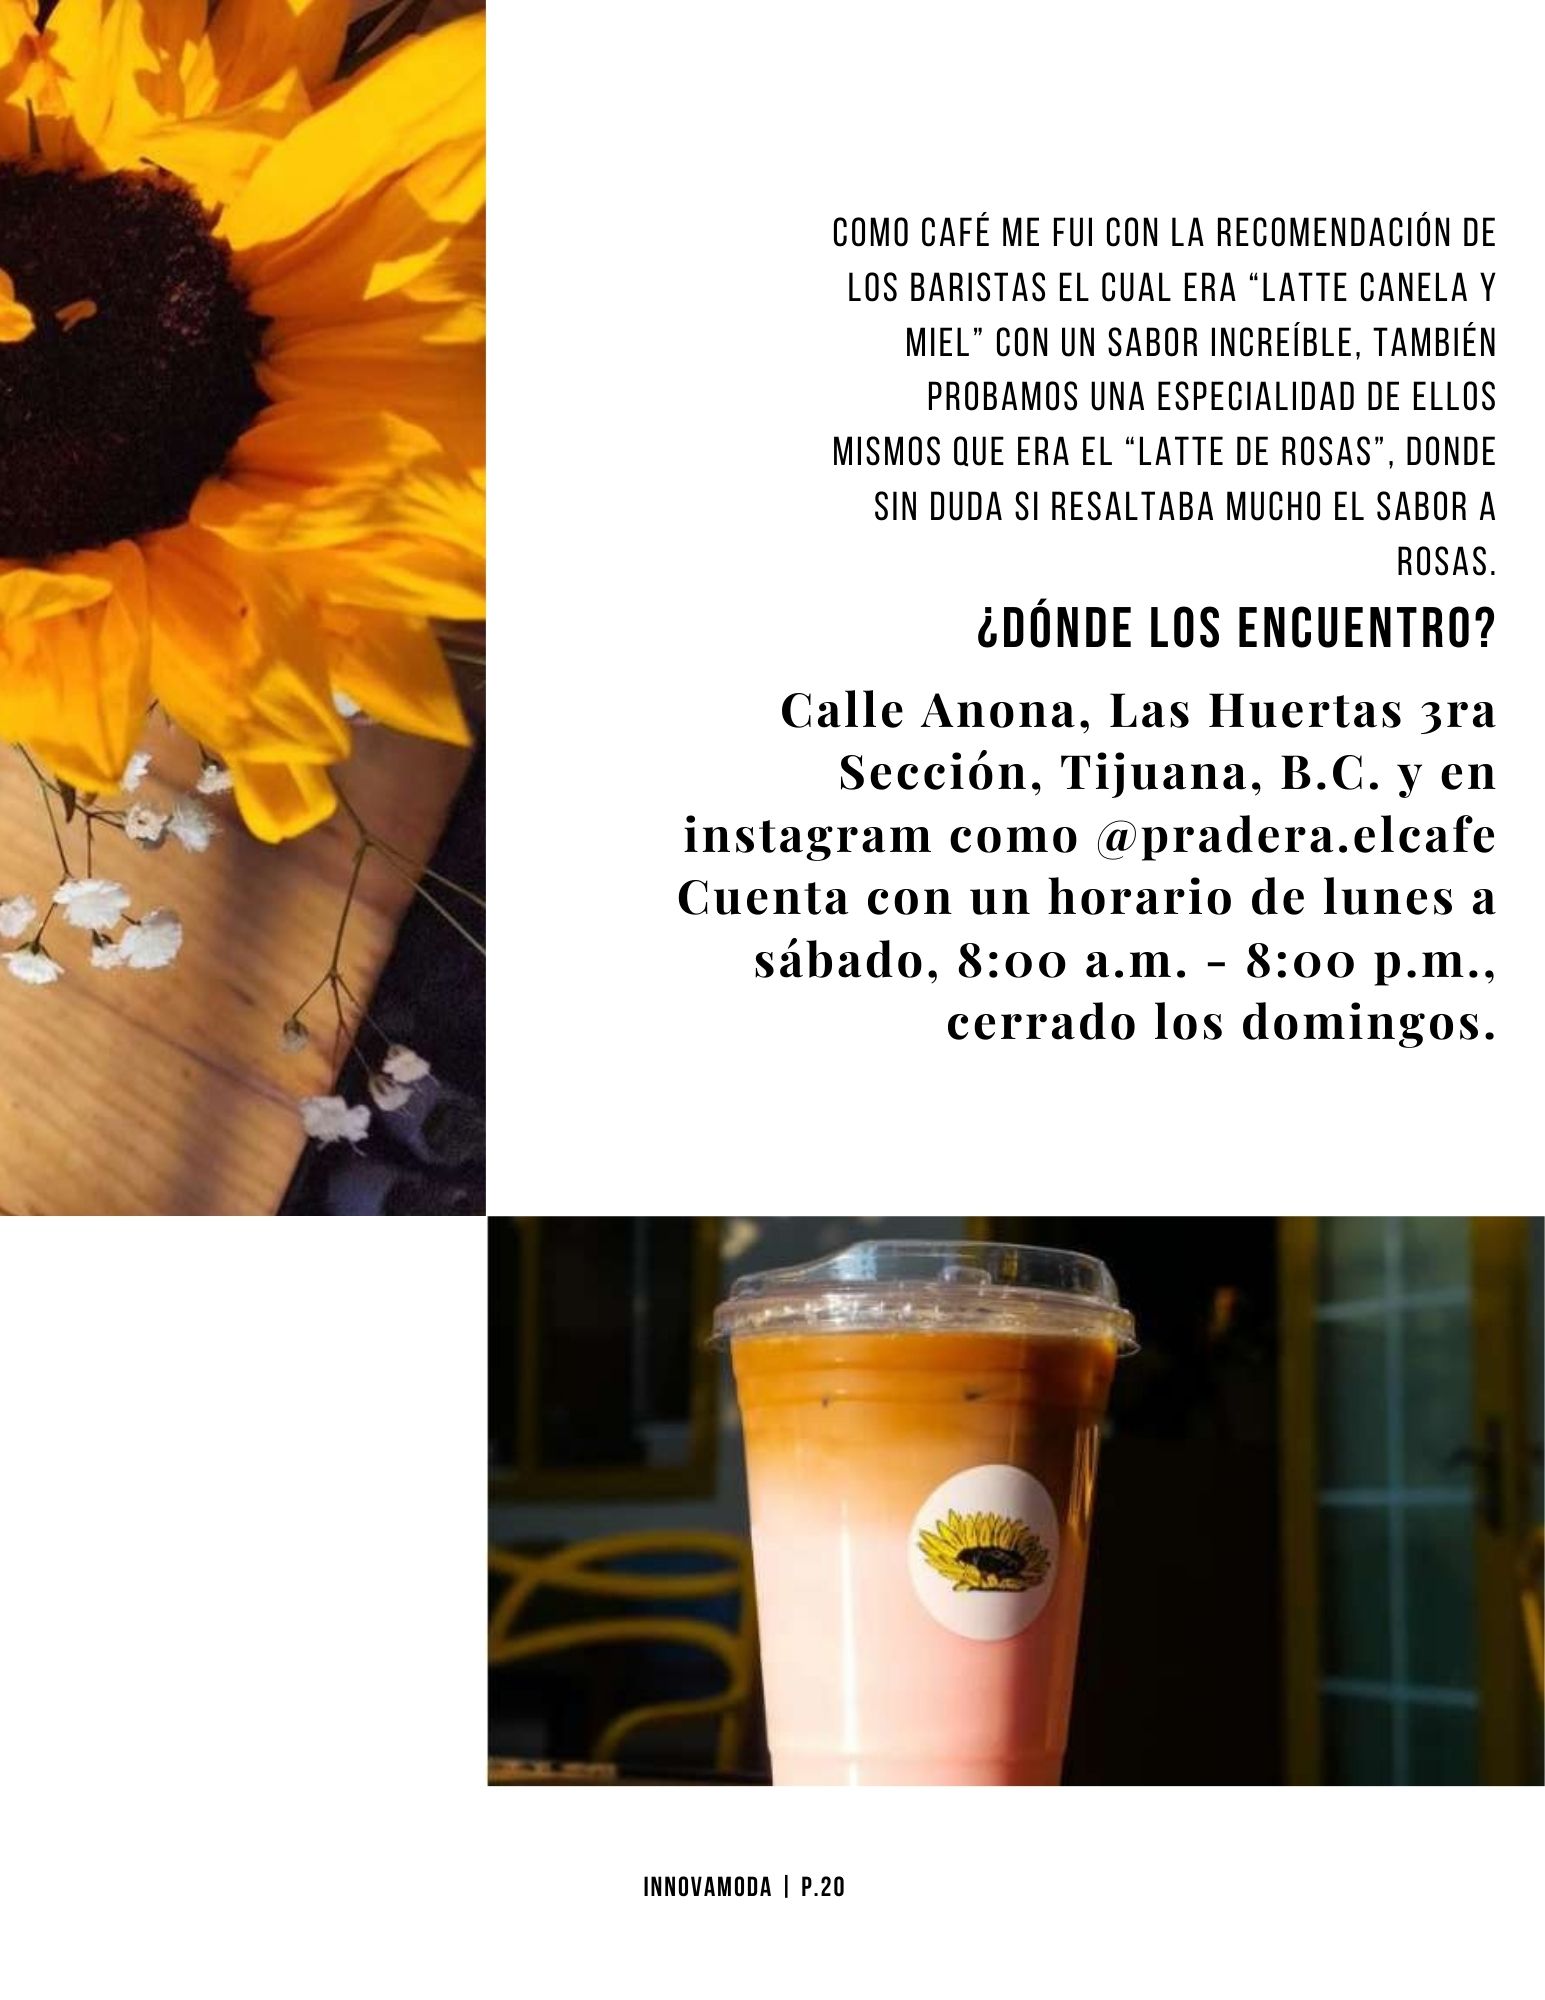 COMO CAFÉ ME FUI CON LA RECOMENDACIÓN DE
LOS BARISTAS EL CUAL ERA “LATTE CANELA Y
MIEL” CON UN SABOR INCREÍBLE, TAMBIÉN
PROBAMOS UNA ESPECIALIDAD DE ELLOS
MISMOS QUE ERA EL “LATTE DE ROSAS”, DONDE
SIN DUDA SI RESALTABA MUCHO EL SABOR A
ROSAS.
¿DÓNDE LOS ENCUENTRO?
Calle Anona, Las Huertas 3ra
Sección, Tijuana, B.C. y en
instagram como @pradera.elcafe
Cuenta con un horario de lunes a
sábado, 8:00 a.m. - 8:00 p.m.,
cerrado los domingos.
INNOVAMODA | P.20